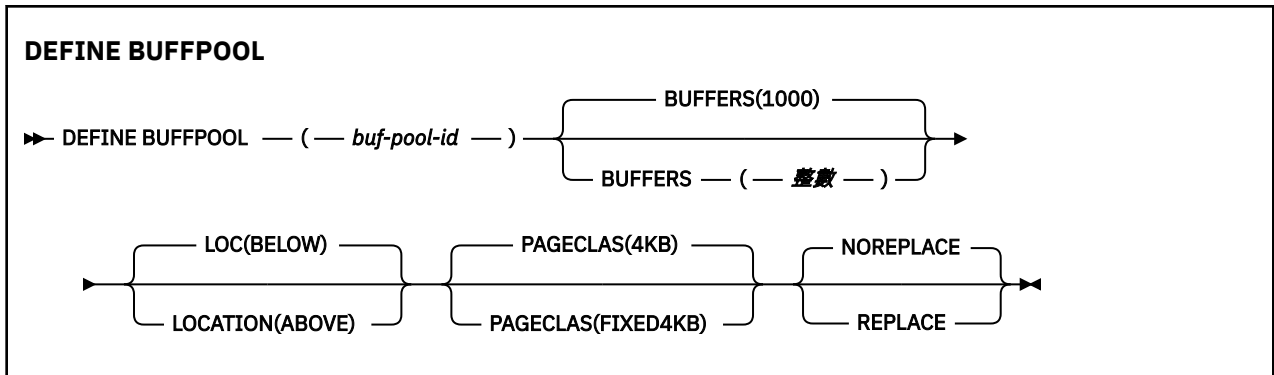 DEFINE BUFFPOOL
BUFFERS(1000)
DEFINE BUFFPOOL ( buf-pool-id )
BUFFERS ( 整數 )
LOC(BELOW) PAGECLAS(4KB) NOREPLACE
LOCATION(ABOVE) PAGECLAS(FIXED4KB) REPLACE